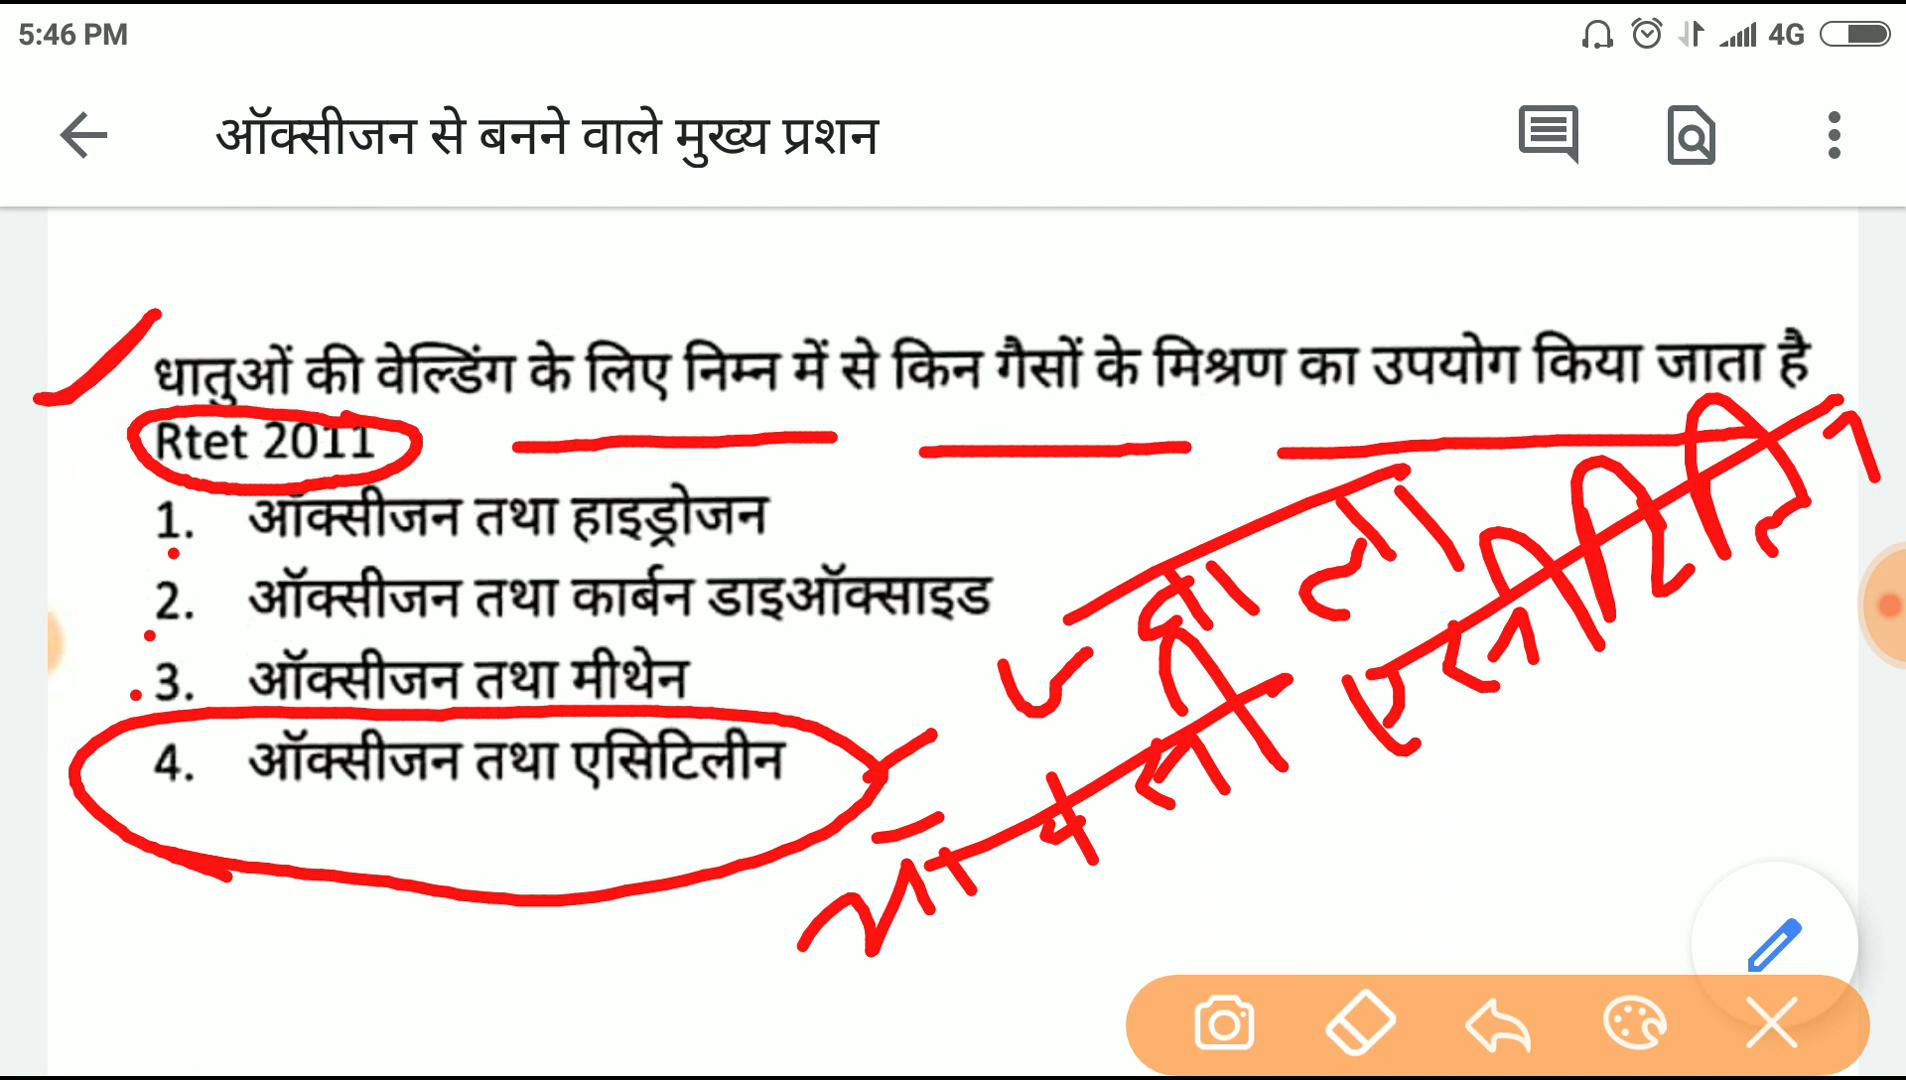 5:46 PM
4G
ऑक्सीजन से बनने वाले मुख्य प्रशन
धातुओं की वेल्डिंग के लिए निम्न में से किन गैसों के मिश्रण का उपयोग किया जाता है
Rtet 2011
1. ऑक्सीजन तथा हाइड्रोजन
2. ऑक्सीजन तथा कार्बन डाइऑक्साइड
3. ऑक्सीजन तथा मीथेन
4. ऑक्सीजन तथा एसिटिलीन
ज्वाला